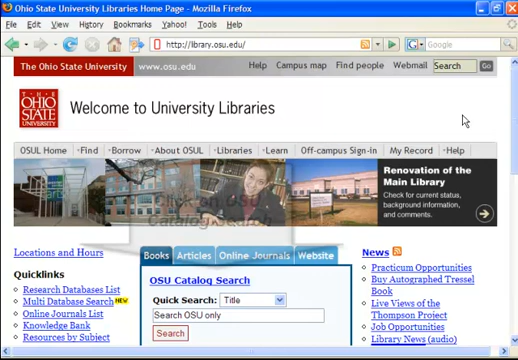 Ohio State University Libraries Home Page - Mozilla Firefox
File Edit View History Bookmarks Yahoo! Tools Help
http://library.osu.edu/
Google
The Ohio State University www.osu.edu Help Campus map Find people Webmail Search Go
THE OHIO STATE UNIVERSITY
Welcome to University Libraries
OSUL Home Find Borrow About OSUL Libraries Learn Off-campus Sign-in My Record Help
Renovation of the
Main Library
Check for current status,
background information,
and comments.
Click on OSU
Catalog Search
Locations and Hours
Quicklinks
Research Databases List
Multi Database Search NEW
Online Journals List
Knowledge Bank
Resources by Subject
Books Articles Online Journals Website
OSU Catalog Search
Quick Search: Title
Search OSU only
Search
News
Practicum Opportunities
Buy Autographed Tressel
Book
Live Views of the
Thompson Project
Job Opportunities
Library News (audio)